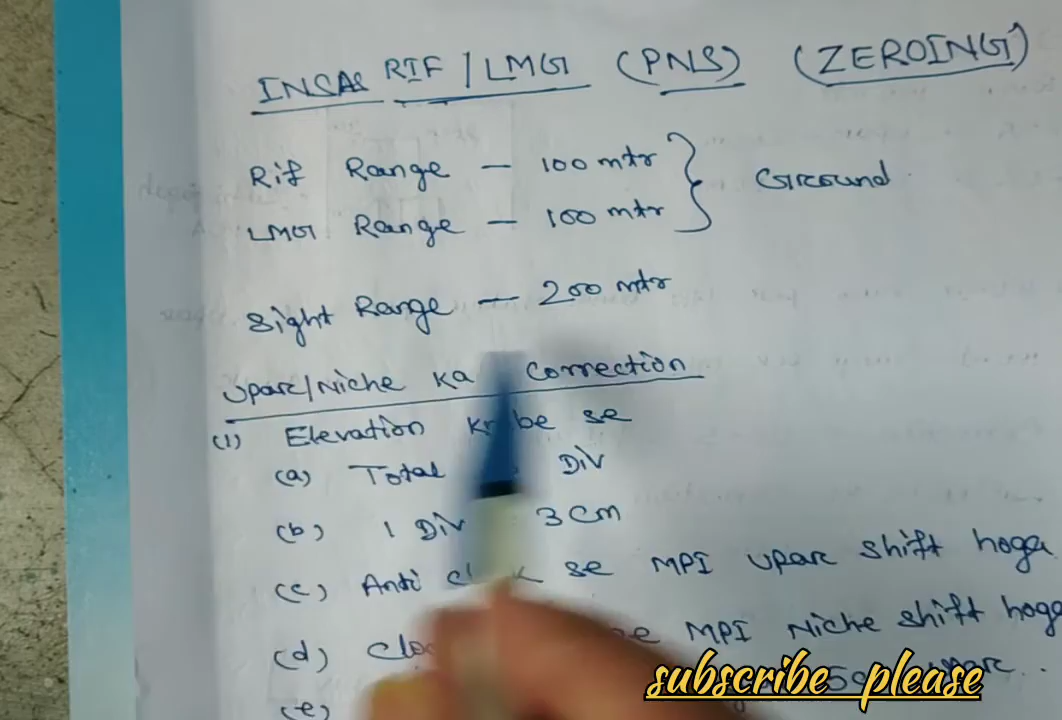 INSAS RIF / LMG (PNS) (ZEROING)
Rif Range - 100 mtr } Ground
LMG Range - 100 mtr
Sight Range - 200 mtr
Upar/Niche Ka Correction
(1) Elevation se
(a) Total Div
(b) 1 Div 3 cm
(c) Anti se MPI Upar shift hoga
(d) MPI Niche shift hoga
(e)
subscribe please